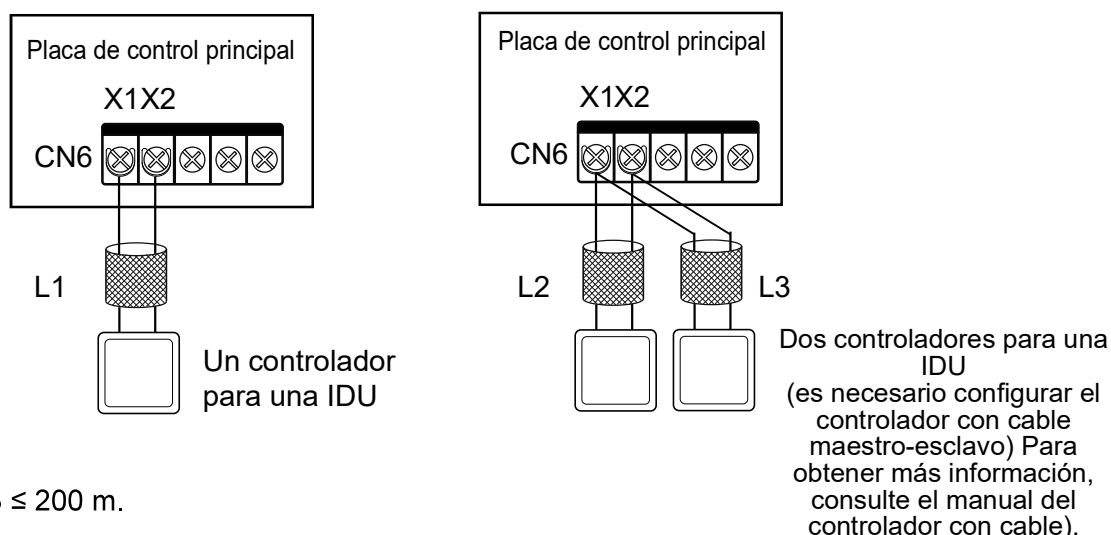 Placa de control principal
X1X2
CN6
L1
Un controlador
para una IDU
Placa de control principal
X1X2
CN6
L2
L3
Dos controladores para una
IDU
(es necesario configurar el
controlador con cable
maestro-esclavo) Para
obtener más información,
consulte el manual del
controlador con cable).
≤ 200 m.